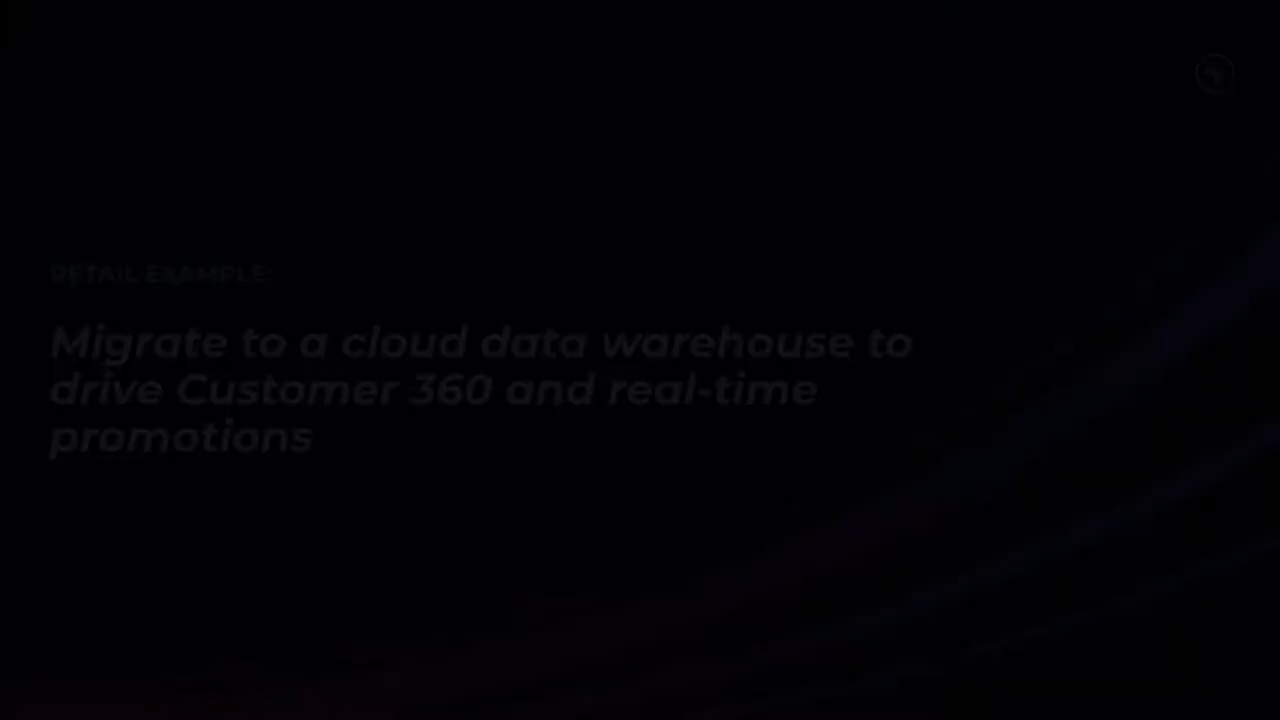 RETAIL EXAMPLE:
Migrate to a cloud data warehouse to
drive Customer 360 and real-time
promotions